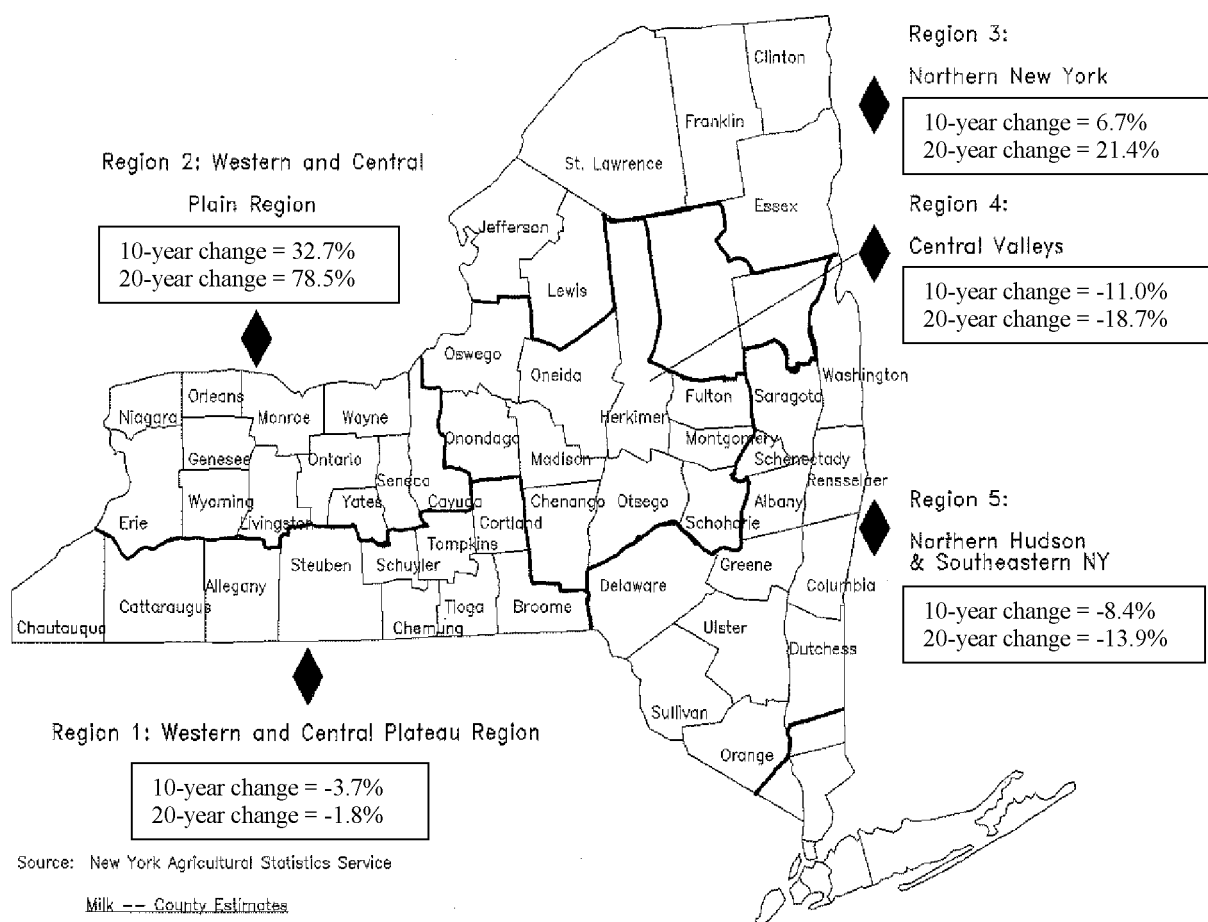 Region 3:
Northern New York
10-year change = 6.7%
20-year change = 21.4%
Region 2: Western and Central
Plain Region
10-year change = 32.7%
20-year change = 78.5%
Region 4:
Central Valleys
10-year change = -11.0%
20-year change = -18.7%
Region 5:
Northern Hudson
& Southeastern NY
10-year change = -8.4%
20-year change = -13.9%
Clinton
Franklin
St. Lawrence
Essex
Jefferson
Lewis
Oswego
Oneida
Herkimer
Fulton
Saratoga
Washington
Niagara
Orleans
Monroe
Wayne
Onondaga
Madison
Montgomery
Schenectady
Rensselaer
Genesee
Ontario
Seneca
Cayuga
Erie
Wyoming
Livingston
Yates
Cortland
Chenango
Otsego
Schoharie
Albany
Tompkins
Steuben
Schuyler
Delaware
Greene
Columbia
Chautauqua
Cattaraugus
Allegany
Chemung
Tioga
Broome
Ulster
Dutchess
Sullivan
Orange
Region 1: Western and Central Plateau Region
10-year change = -3.7%
20-year change = -1.8%
Source: New York Agricultural Statistics Service
Milk -- County Estimates